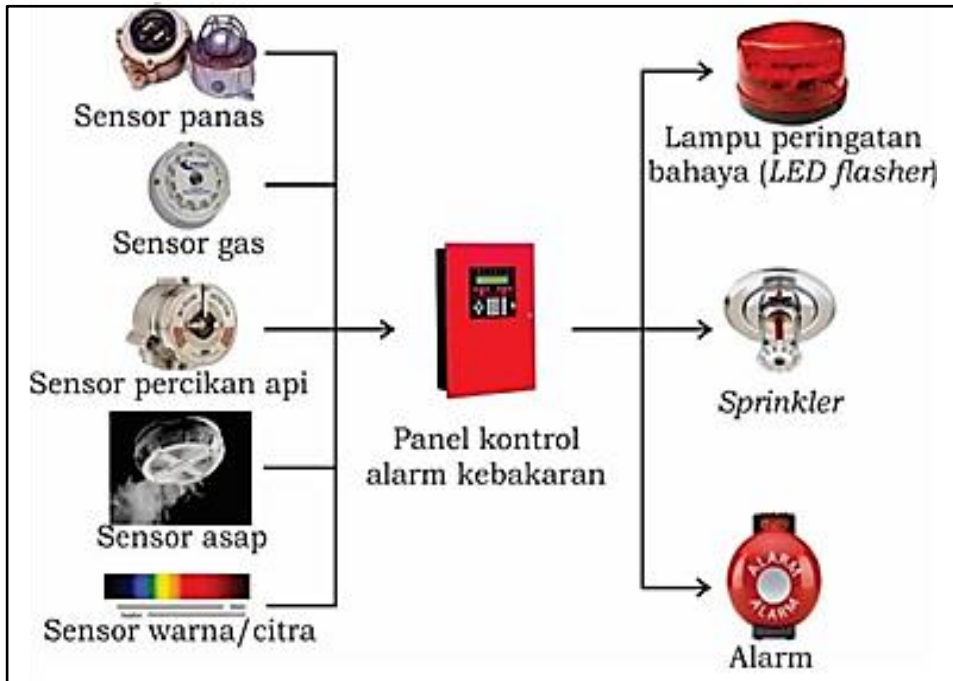 Sensor panas
Sensor gas
Sensor percikan api
Sensor asap
Sensor warna/citra
Panel kontrol
alarm kebakaran
Lampu peringatan
bahaya (LED flasher)
Sprinkler
ALARM
ALARM
Alarm